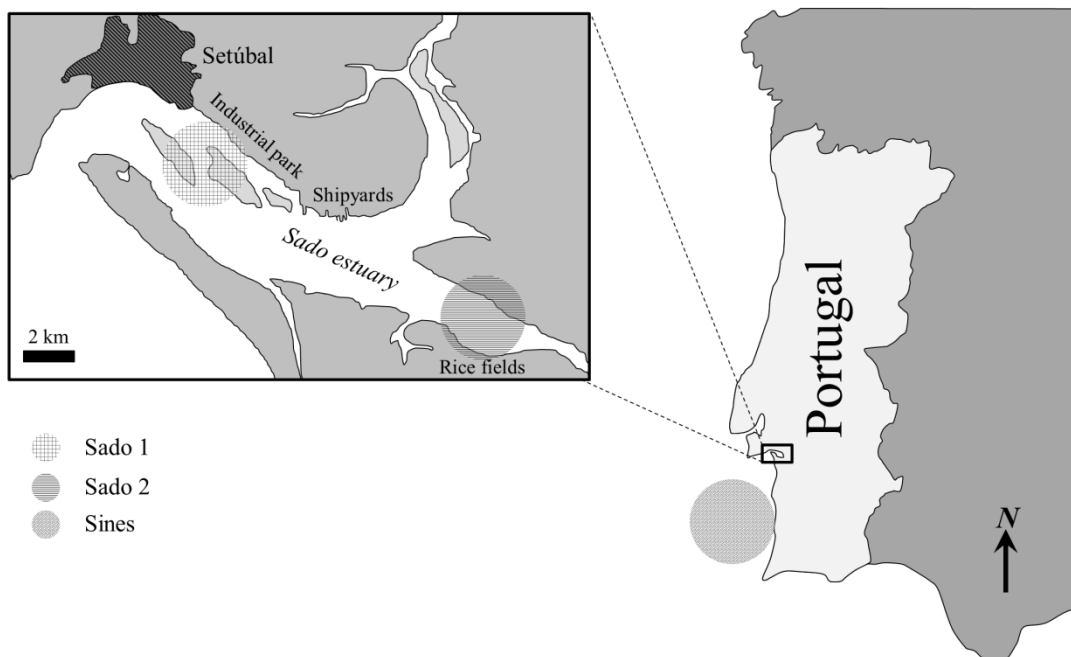 Setúbal
Industrial park
Shipyards
Sado estuary
2 km
Rice fields
Sado 1
Sado 2
Sines
Portugal
N